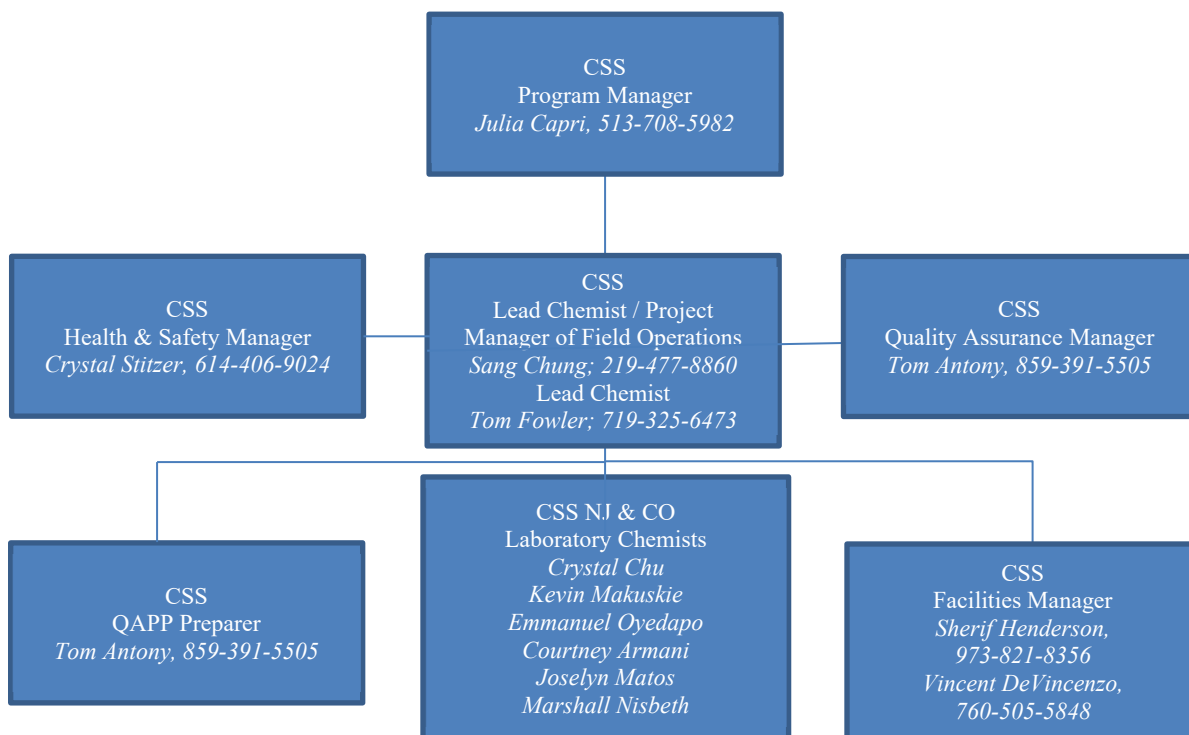 CSS
Program Manager
Julia Capri, 513-708-5982
CSS
Health & Safety Manager
Crystal Stitzer, 614-406-9024
CSS
Lead Chemist / Project
Manager of Field Operations
Sang Chung; 219-477-8860
Lead Chemist
Tom Fowler; 719-325-6473
CSS
Quality Assurance Manager
Tom Antony, 859-391-5505
CSS
QAPP Preparer
Tom Antony, 859-391-5505
CSS NJ & CO
Laboratory Chemists
Crystal Chu
Kevin Makuskie
Emmanuel Oyedapo
Courtney Armani
Joselyn Matos
Marshall Nisbeth
CSS
Facilities Manager
Sherif Henderson,
973-821-8356
Vincent DeVincenzo,
760-505-5848